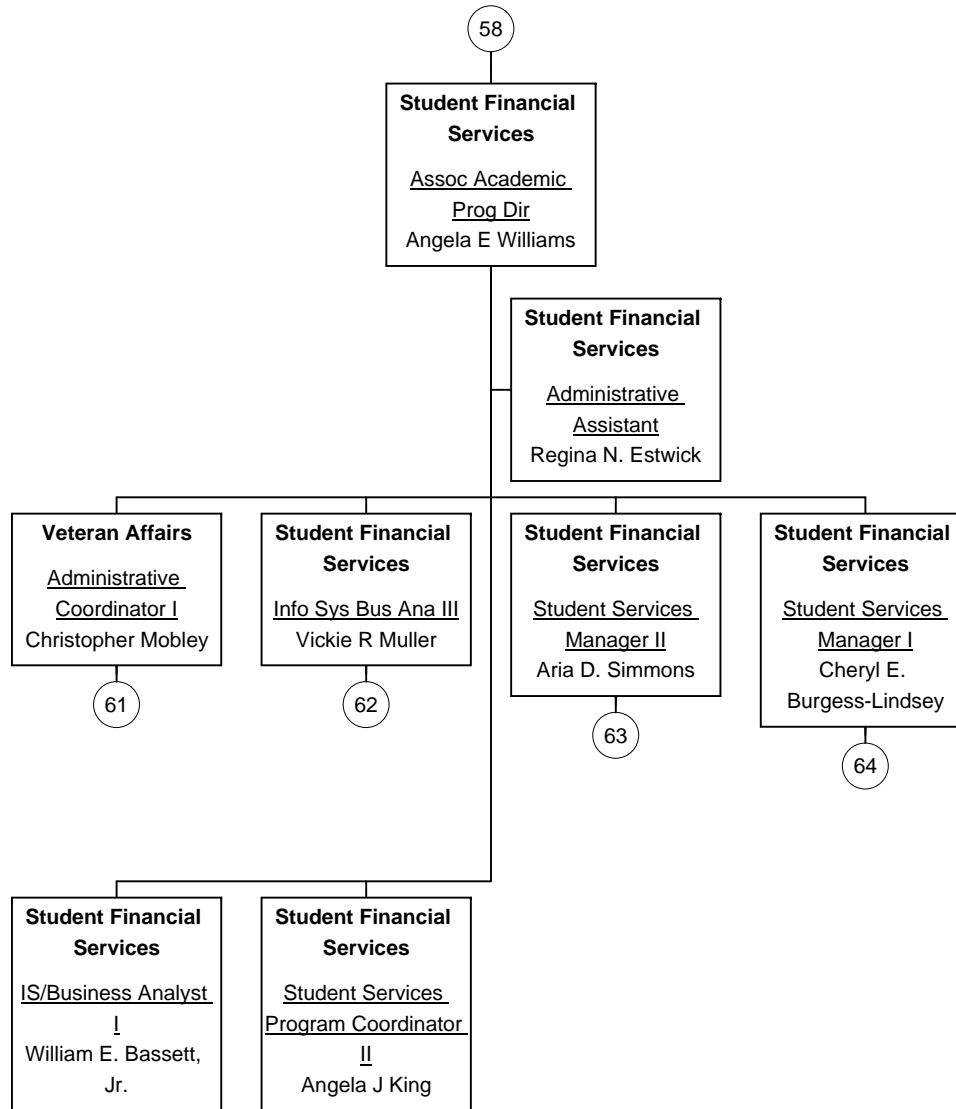 58
Student Financial
Services
Assoc Academic
Prog Dir
Angela E Williams
Student Financial
Services
Administrative
Assistant
Regina N. Estwick
Veteran Affairs
Administrative
Coordinator I
Christopher Mobley
61
Student Financial
Services
Info Sys Bus Ana III
Vickie R Muller
62
Student Financial
Services
Student Services
Manager II
Aria D. Simmons
63
Student Financial
Services
Student Services
Manager I
Cheryl E.
Burgess-Lindsey
64
Student Financial
Services
IS/Business Analyst
I
William E. Bassett,
Jr.
Student Financial
Services
Student Services
Program Coordinator
II
Angela J King